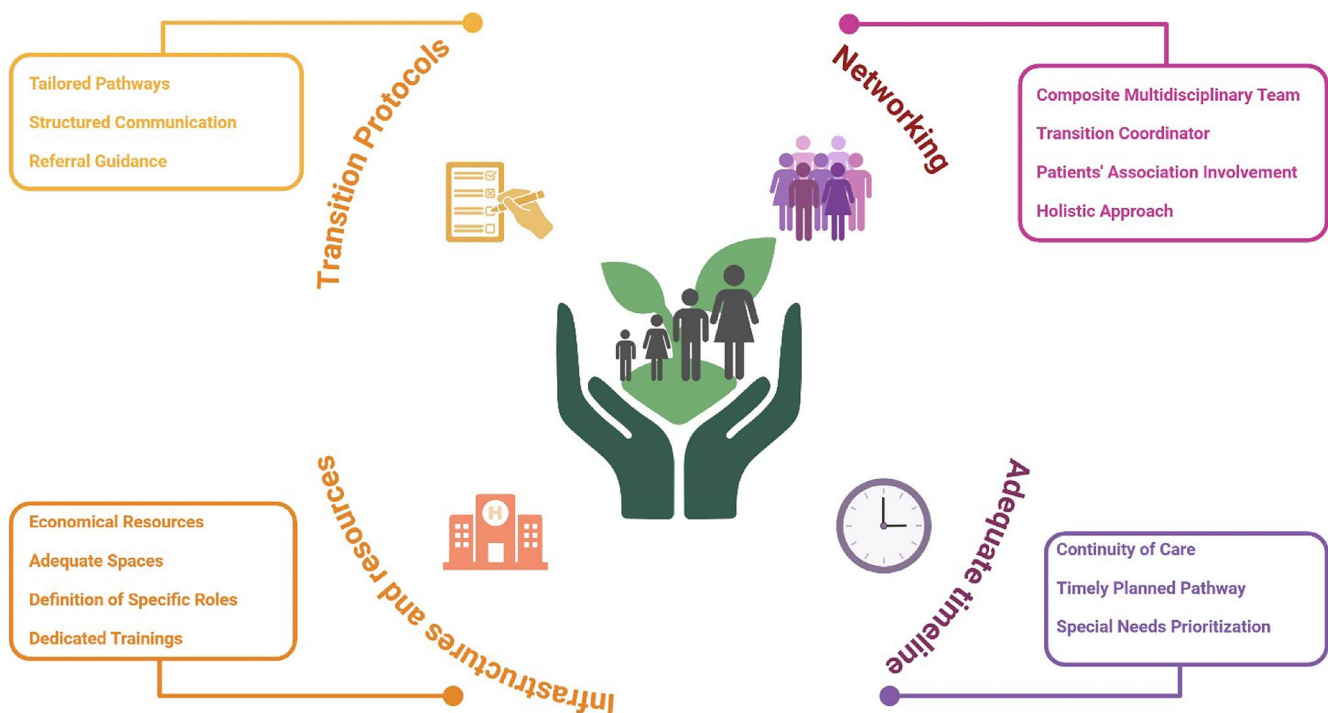 Transition Protocols
Tailored Pathways
Structured Communication
Referral Guidance
Networking
Composite Multidisciplinary Team
Transition Coordinator
Patients' Association Involvement
Holistic Approach
Infrastructures and resources
Economical Resources
Adequate Spaces
Definition of Specific Roles
Dedicated Trainings
H
Adequate timeline
Continuity of Care
Timely Planned Pathway
Special Needs Prioritization